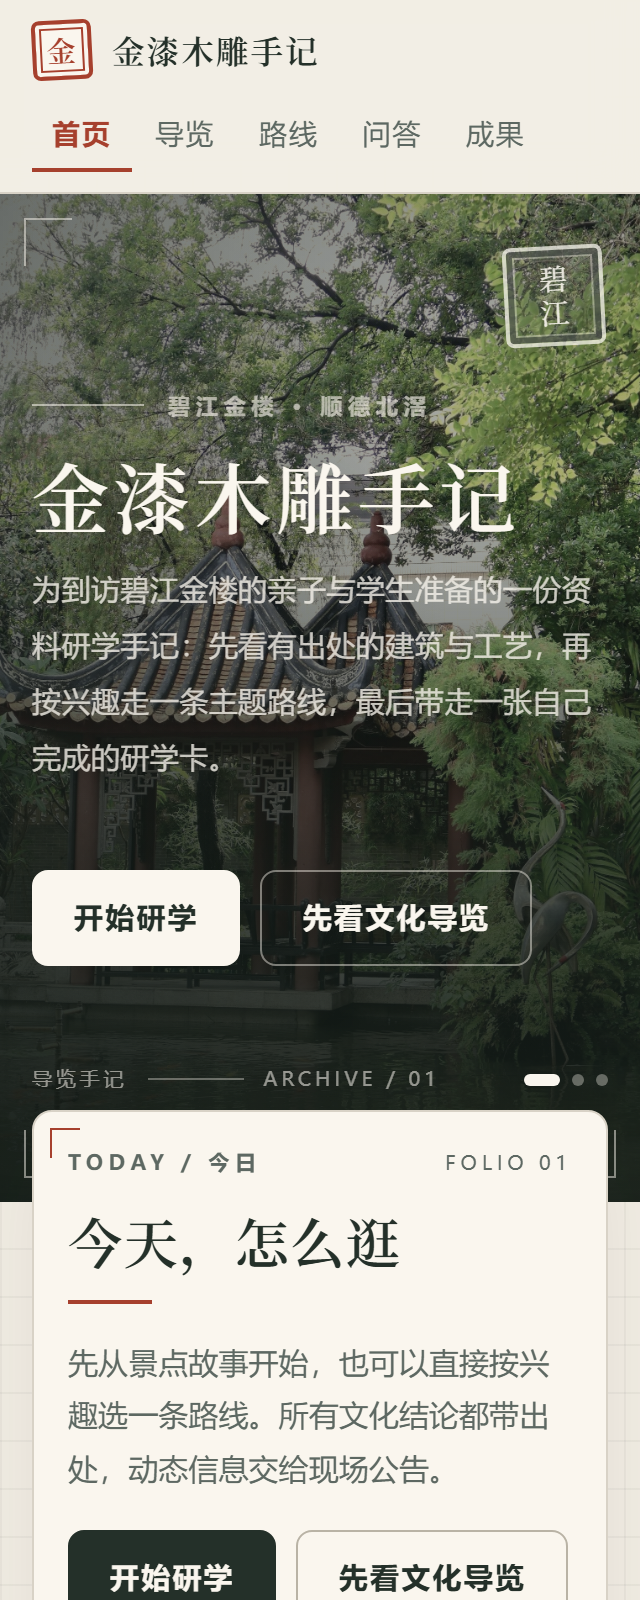 金
金漆木雕手记
首页 导览 路线 问答 成果
碧
江
碧江金楼 · 顺德北滘
金漆木雕手记
为到访碧江金楼的亲子与学生准备的一份资
料研学手记：先看有出处的建筑与工艺，再
按兴趣走一条主题路线，最后带走一张自己
完成的研学卡。
开始研学 先看文化导览
导览手记 ARCHIVE / 01
TODAY / 今日 FOLIO 01
今天，怎么逛
先从景点故事开始，也可以直接按兴
趣选一条路线。所有文化结论都带出
处，动态信息交给现场公告。
开始研学 先看文化导览